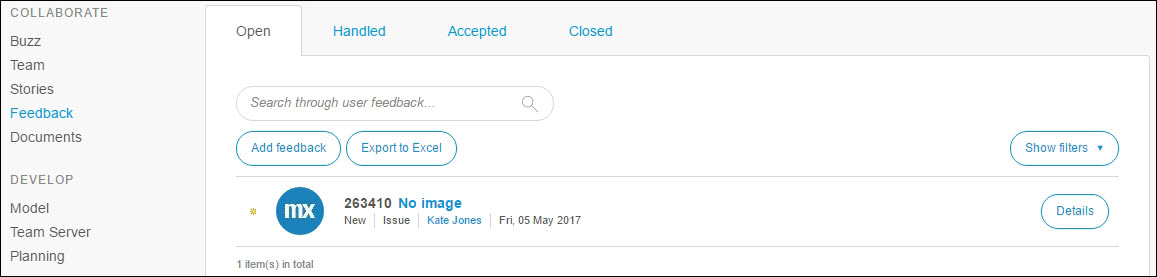 COLLABORATE
Buzz
Team
Stories
Feedback
Documents
DEVELOP
Model
Team Server
Planning
Open Handled Accepted Closed
Search through user feedback...
Add feedback Export to Excel Show filters
mx
263410 No image
New Issue Kate Jones Fri, 05 May 2017
Details
1 item(s) in total